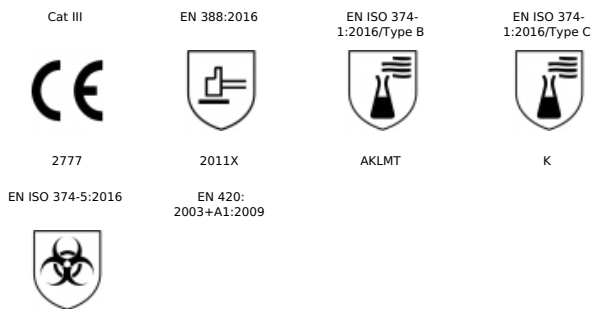 Cat III
EN 388:2016
EN ISO 374-
1:2016/Type B
EN ISO 374-
1:2016/Type C
CE
2777
2011X
AKLMT
K
EN ISO 374-5:2016
EN 420:
2003+A1:2009